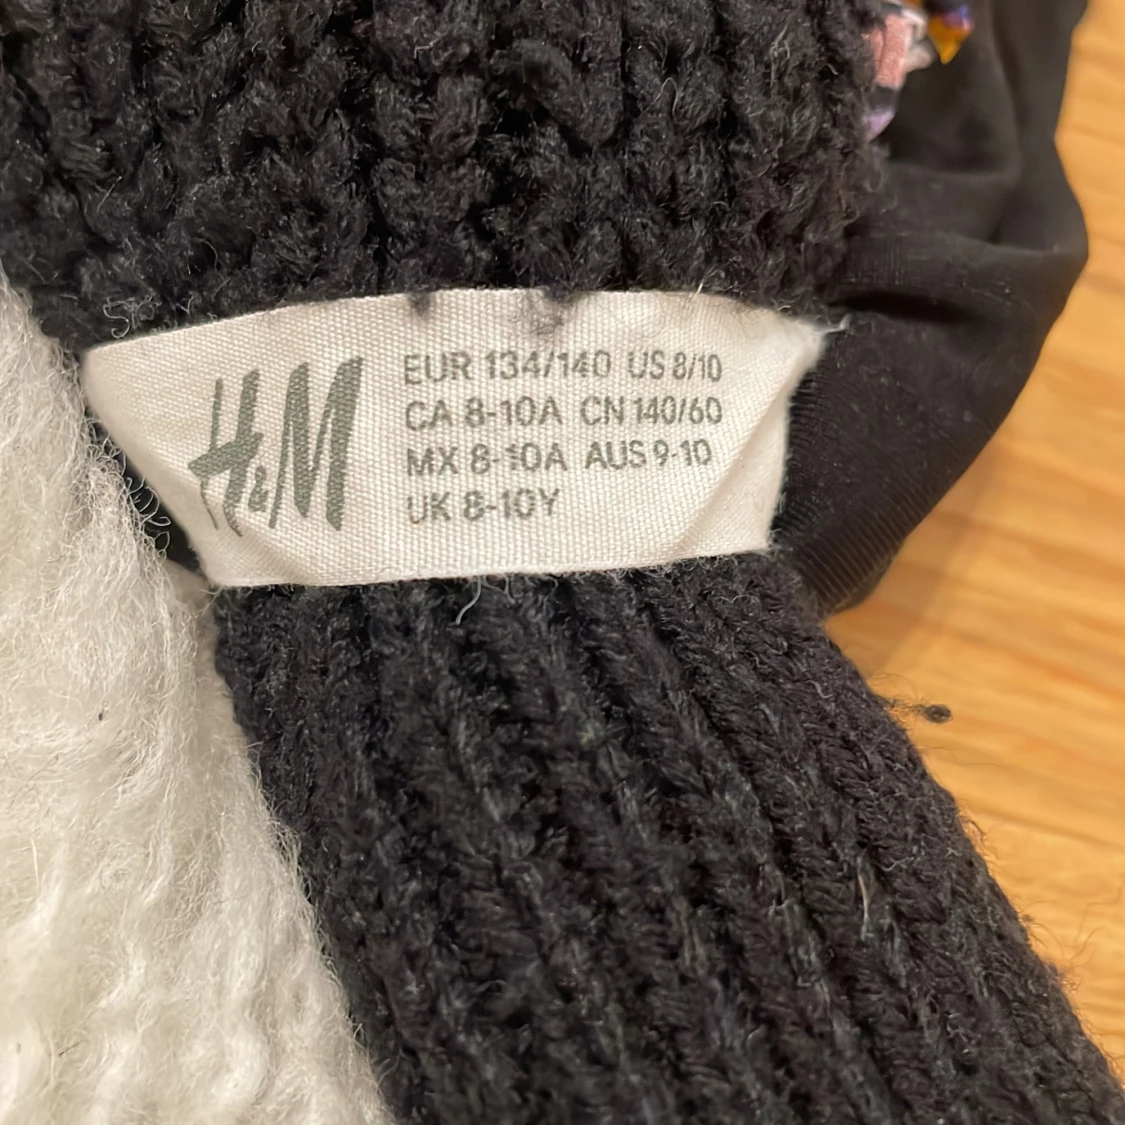 H&M
EUR 134/140 US 8/10
CA 8-10A CN 140/60
MX 8-10A AUS 9-10
UK 8-10Y